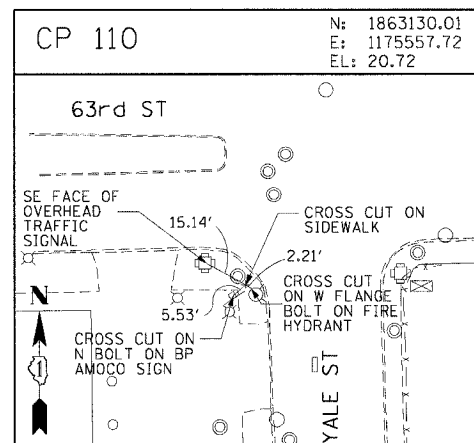 CP 110
N: 1863130.01
E: 1175557.72
EL: 20.72
63rd ST
SE FACE OF
OVERHEAD
TRAFFIC
SIGNAL
15.14'
CROSS CUT ON
SIDEWALK
2.21'
CROSS CUT
ON W FLANGE
BOLT ON FIRE
HYDRANT
5.53'
CROSS CUT ON
N BOLT ON BP
AMOCO SIGN
N
1
YALE ST